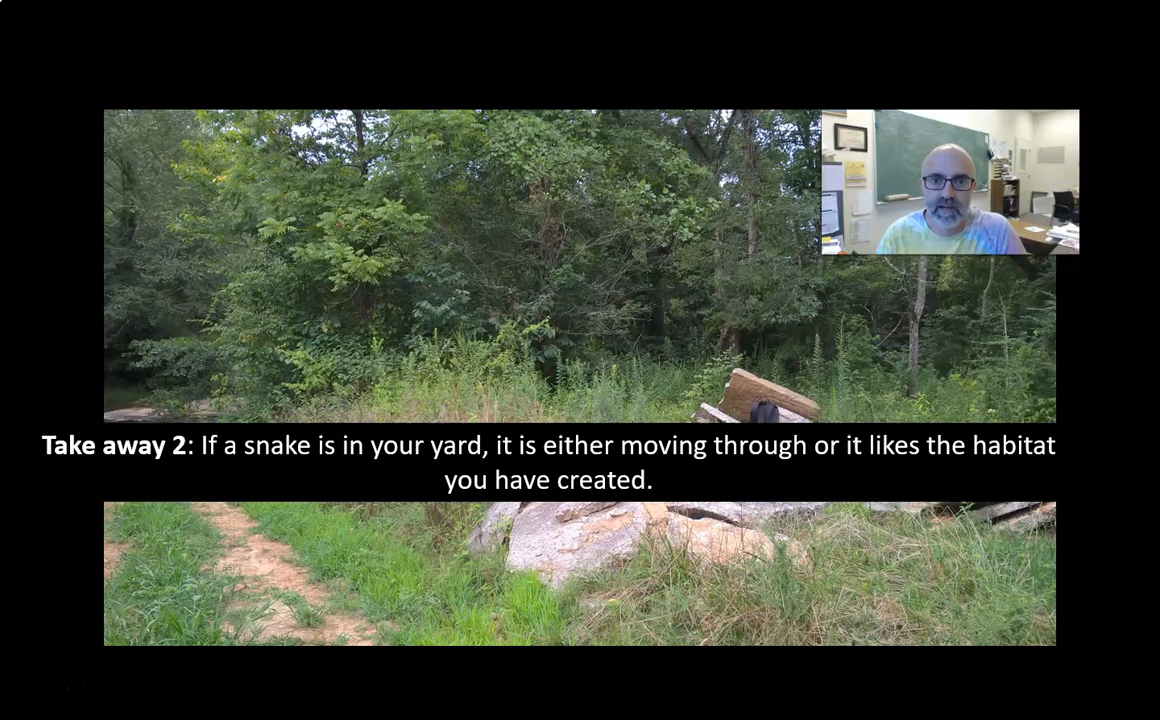 Take away 2: If a snake is in your yard, it is either moving through or it likes the habitat
you have created.